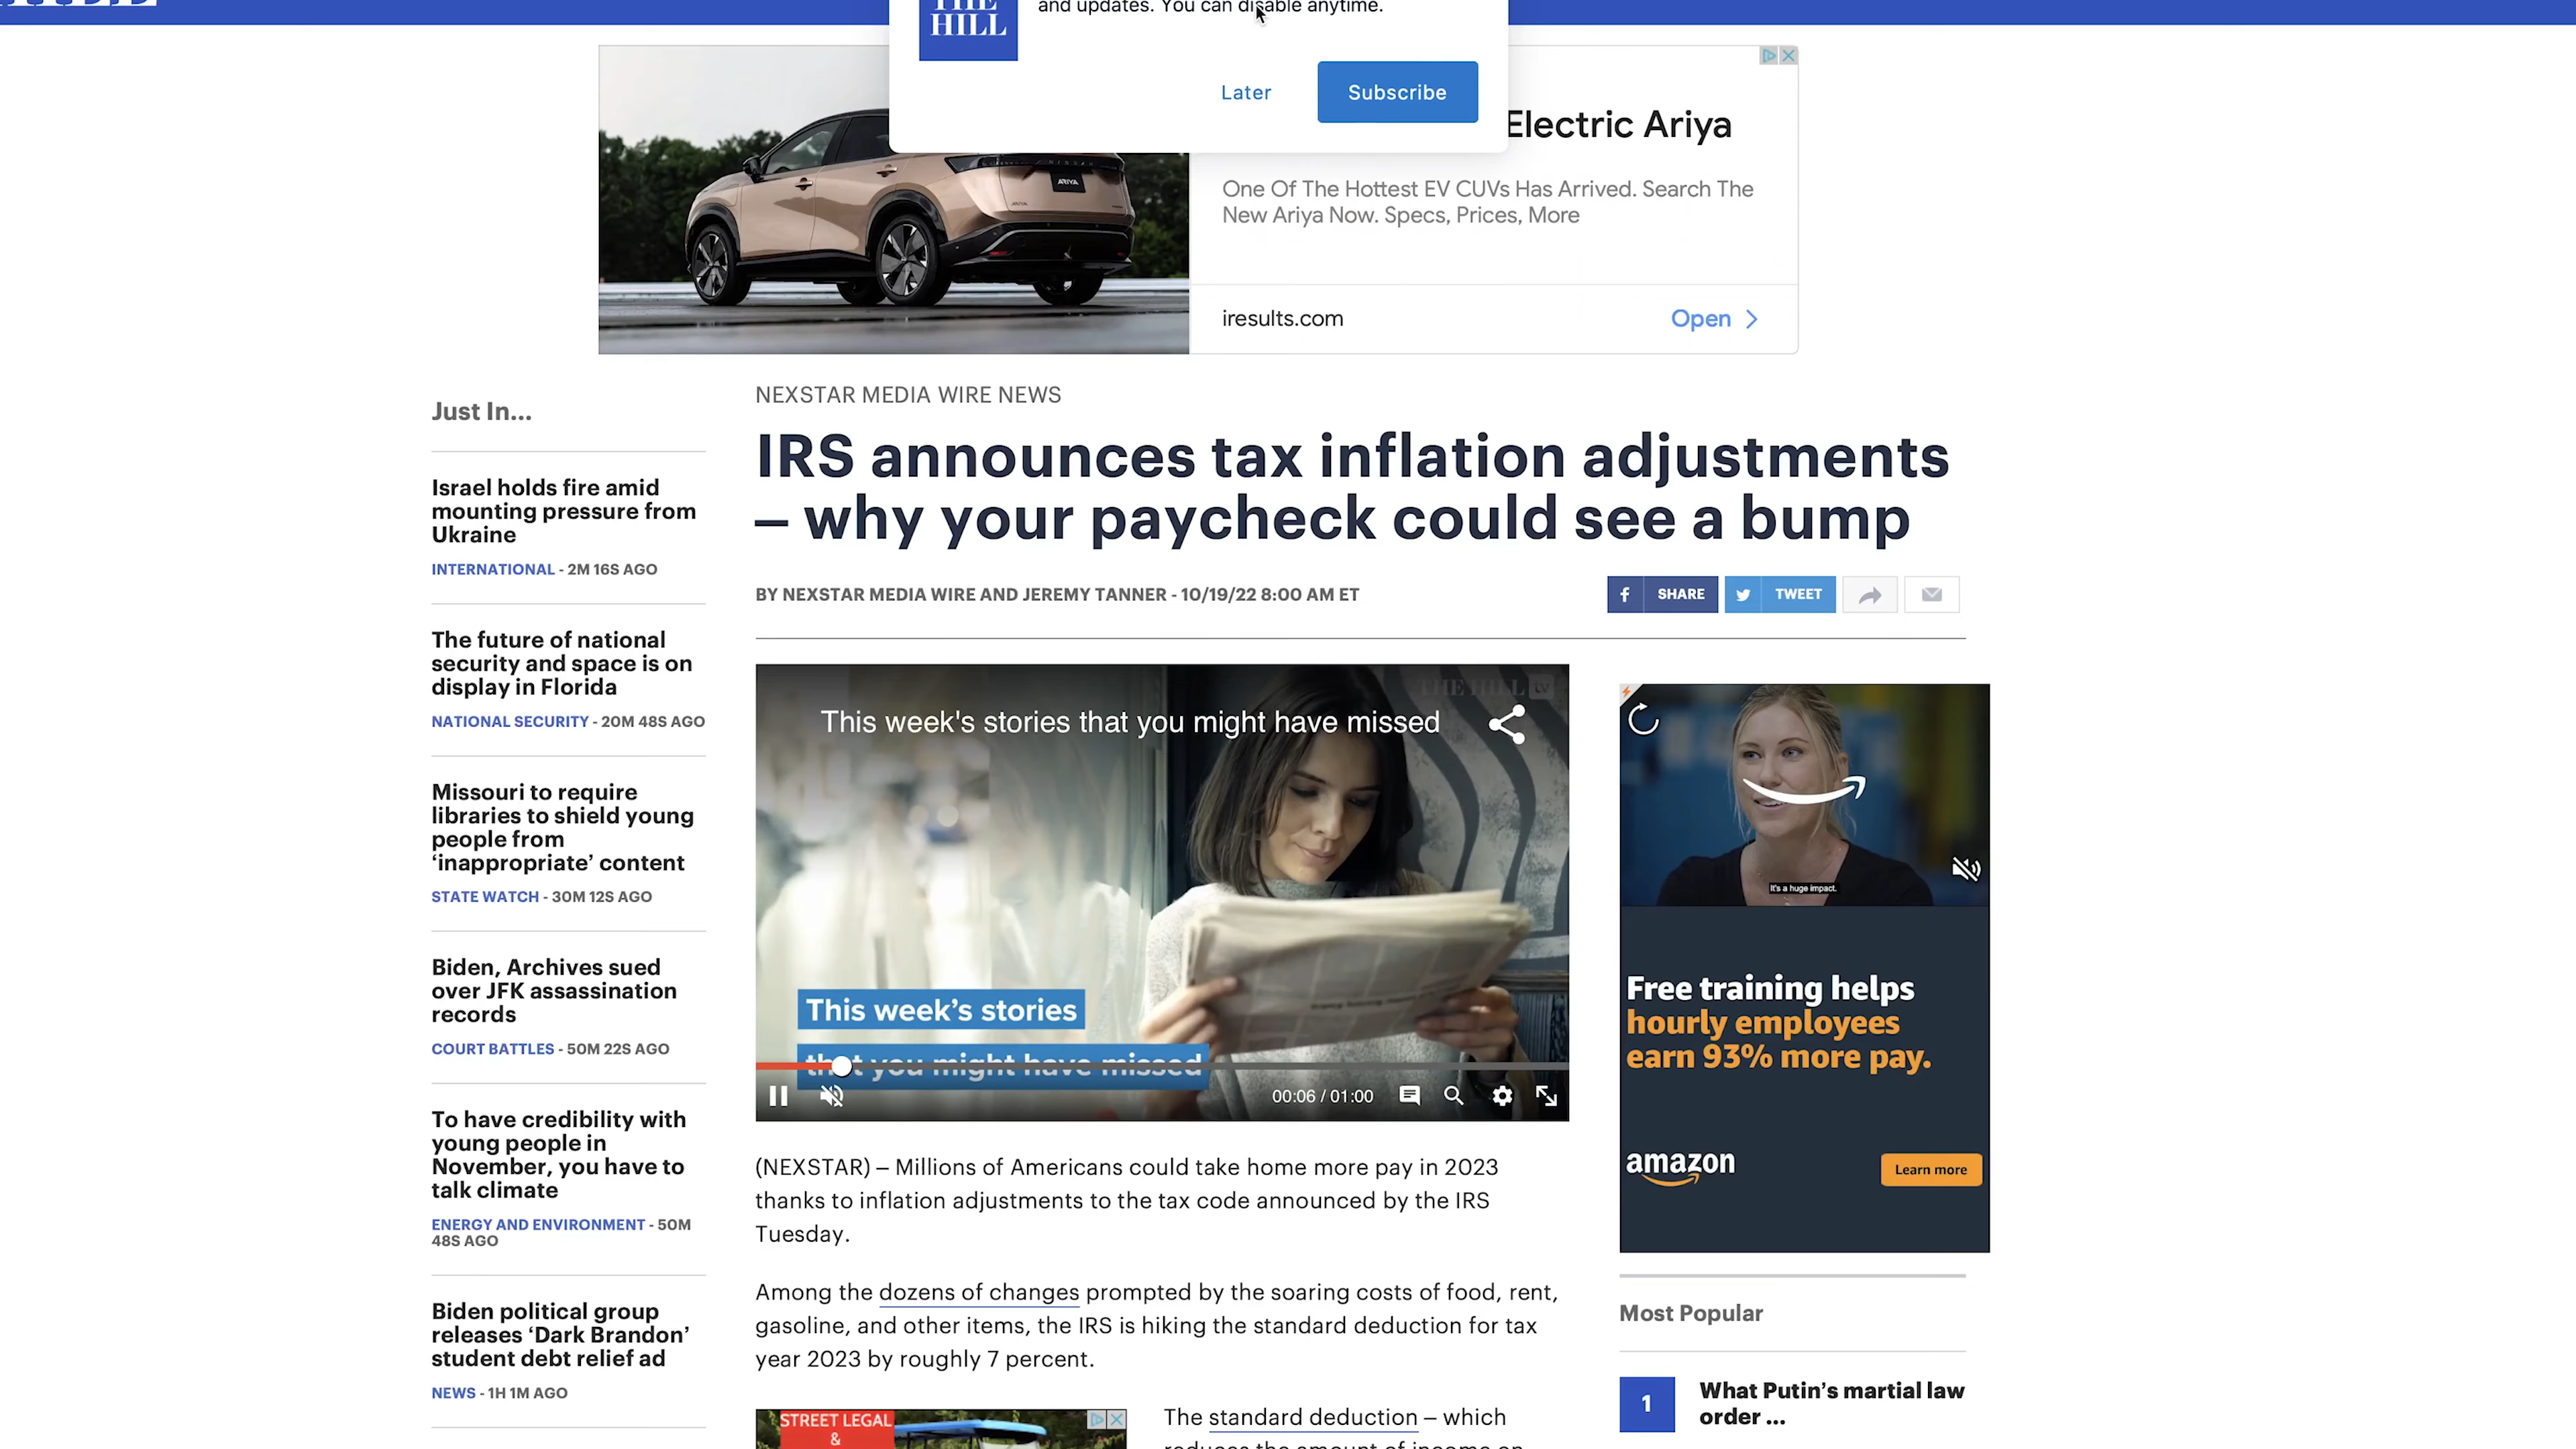 THE
HILL
and updates. You can disable anytime.
Later
Subscribe
Electric Ariya
One Of The Hottest EV CUVs Has Arrived. Search The
New Ariya Now. Specs, Prices, More
iresults.com
Open
ARIYA
NEXSTAR MEDIA WIRE NEWS
IRS announces tax inflation adjustments
– why your paycheck could see a bump
BY NEXSTAR MEDIA WIRE AND JEREMY TANNER - 10/19/22 8:00 AM ET
SHARE
TWEET
Just In...
Israel holds fire amid
mounting pressure from
Ukraine
INTERNATIONAL - 2M 16S AGO
The future of national
security and space is on
display in Florida
NATIONAL SECURITY - 20M 48S AGO
Missouri to require
libraries to shield young
people from
‘inappropriate’ content
STATE WATCH - 30M 12S AGO
Biden, Archives sued
over JFK assassination
records
COURT BATTLES - 50M 22S AGO
To have credibility with
young people in
November, you have to
talk climate
ENERGY AND ENVIRONMENT - 50M
48S AGO
Biden political group
releases ‘Dark Brandon’
student debt relief ad
NEWS - 1H 1M AGO
THE HILL tv
This week's stories that you might have missed
This week’s stories
that you might have missed
00:06 / 01:00
(NEXSTAR) – Millions of Americans could take home more pay in 2023
thanks to inflation adjustments to the tax code announced by the IRS
Tuesday.
Among the dozens of changes prompted by the soaring costs of food, rent,
gasoline, and other items, the IRS is hiking the standard deduction for tax
year 2023 by roughly 7 percent.
STREET LEGAL
&
The standard deduction – which
reduces the amount of income on
It's a huge impact.
Free training helps
hourly employees
earn 93% more pay.
amazon
Learn more
Most Popular
1
What Putin’s martial law
order ...